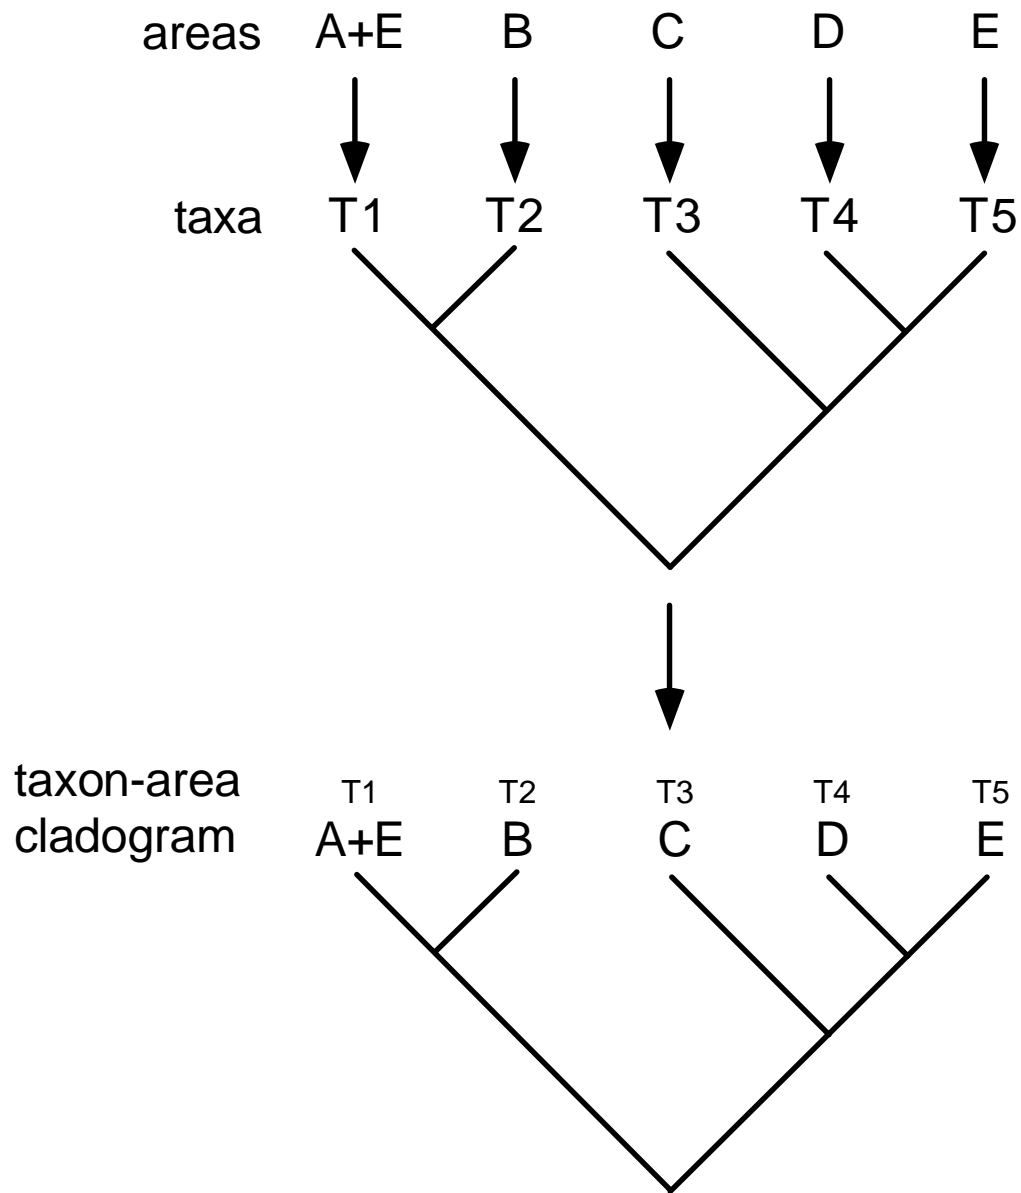 areas A+E B C D E
taxa T1 T2 T3 T4 T5
taxon-area T1 T2 T3 T4 T5
cladogram A+E B C D E